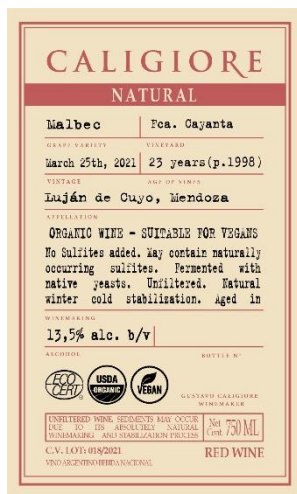 CALIGIORE
NATURAL
Malbec Fca. Cayanta
GRAPE VARIETY VINEYARD
March 25th, 2021 23 years(p.1998)
VINTAGE AGE OF VINES
Luján de Cuyo, Mendoza
APPELLATION
ORGANIC WINE - SUITABLE FOR VEGANS
No Sulfites added. May contain naturally
occurring sulfites. Fermented with
native yeasts. Unfiltered. Natural
winter cold stabilization. Aged in
WINEMAKING
13,5% alc. b/v
ALCOHOL BOTTLE Nº
ECO CERT USDA ORGANIC VEGAN
GUSTAVO CALIGIORE
WINEMAKER
UNFILTERED WINE. SEDIMENTS MAY OCCUR
DUE TO ITS ABSOLUTELY NATURAL
WINEMAKING AND STABILIZATION PROCESS
Net Cont. 750 ML
C.V. LOT: 018/2021 RED WINE
VINO ARGENTINO BEBIDA NACIONAL